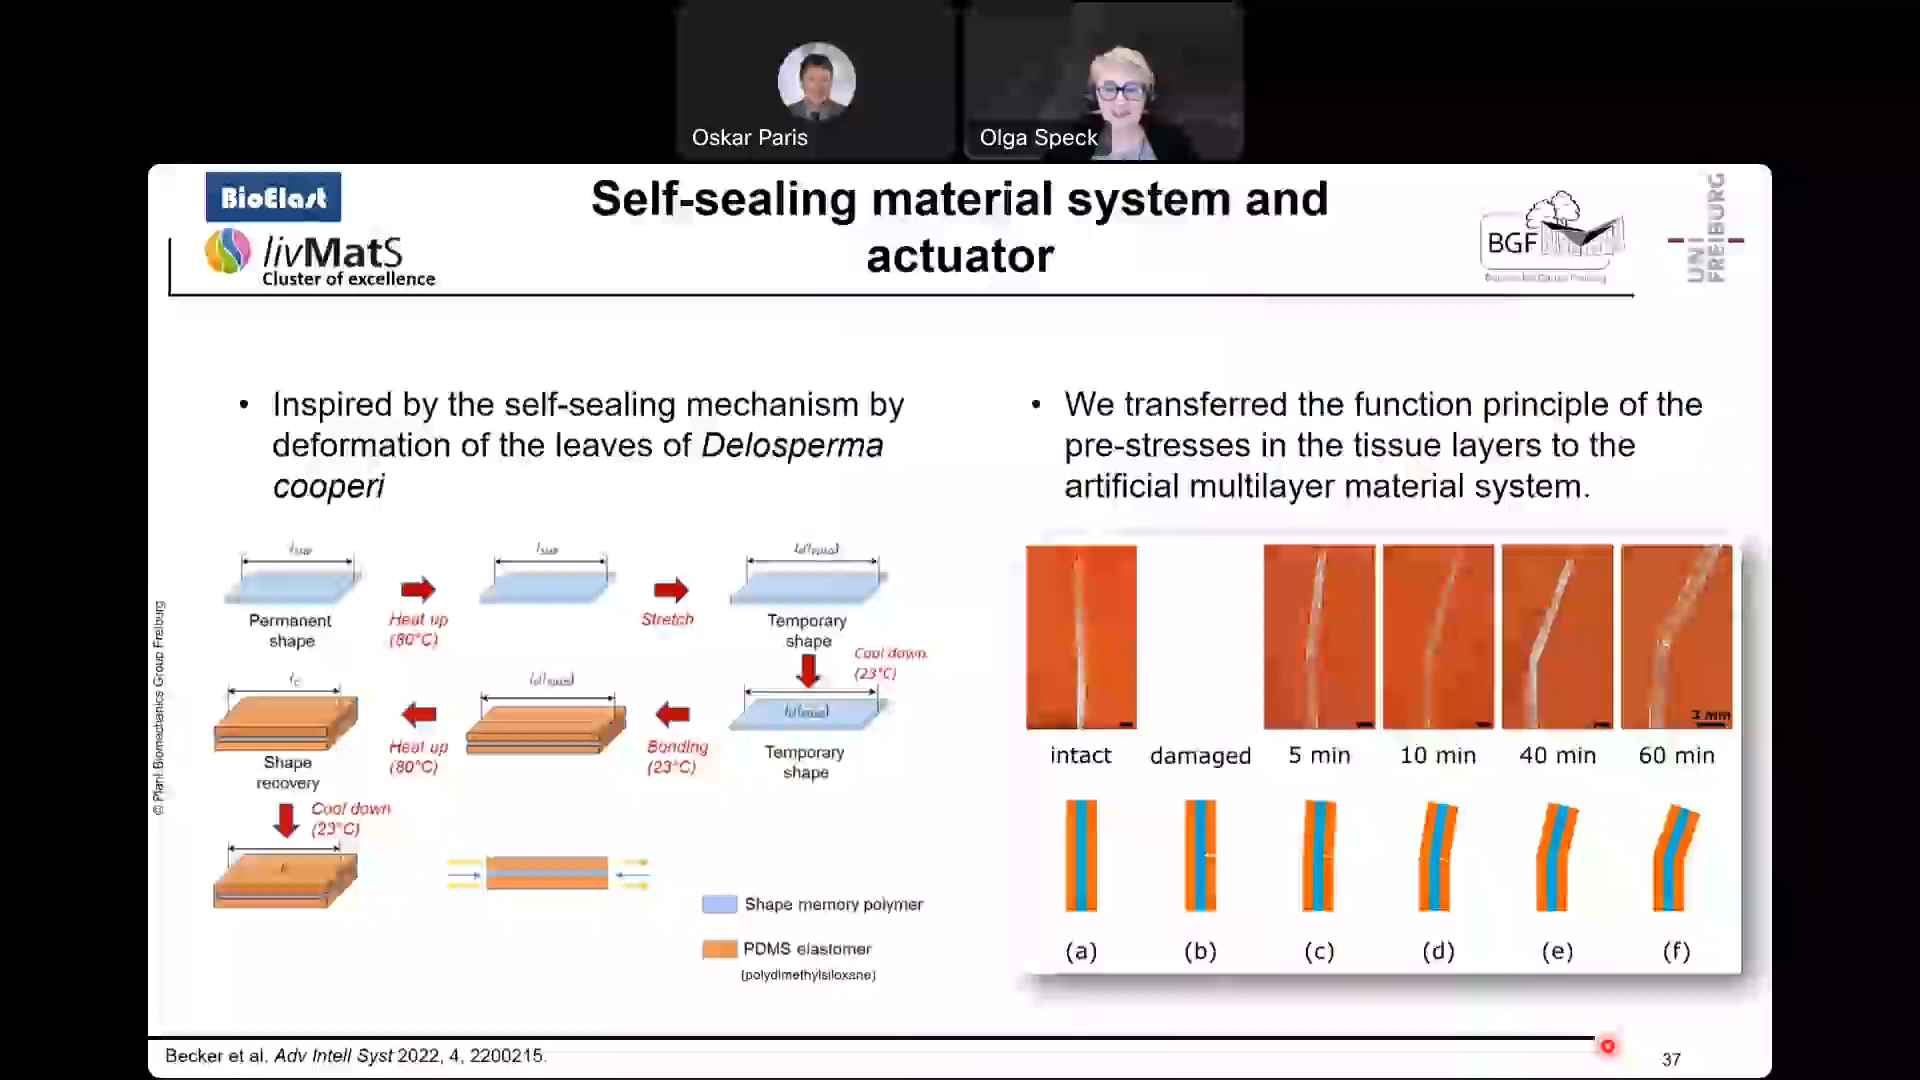 Oskar Paris
Olga Speck
BioElast
livMatS
Cluster of excellence
Self-sealing material system and
actuator
BGF
UNI
FREIBURG
• Inspired by the self-sealing mechanism by
deformation of the leaves of Delosperma
cooperi
• We transferred the function principle of the
pre-stresses in the tissue layers to the
artificial multilayer material system.
Permanent
shape
Heat up
(80°C)
Stretch
Temporary
shape
Cool down
(23°C)
Shape
recovery
Heat up
(80°C)
Bonding
(23°C)
Temporary
shape
Cool down
(23°C)
Shape memory polymer
PDMS elastomer
(polydimethylsiloxane)
© Plant Biomechanics Group Freiburg
3 mm
intact damaged 5 min 10 min 40 min 60 min
(a) (b) (c) (d) (e) (f)
Becker et al. Adv Intell Syst 2022, 4, 2200215.
37